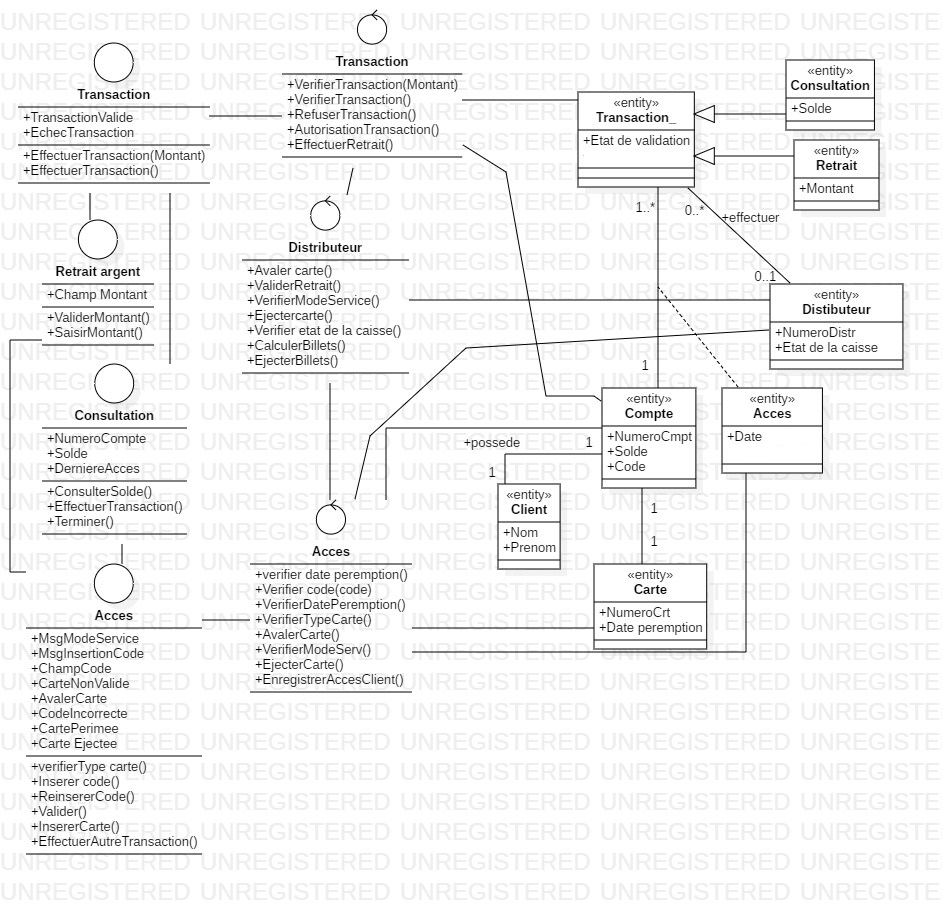 Transaction
+TransactionValide
+EchecTransaction
+EffectuerTransaction(Montant)
+EffectuerTransaction()
Transaction
+VerifierTransaction(Montant)
+VerifierTransaction()
+RefuserTransaction()
+AutorisationTransaction()
+EffectuerRetrait()
«entity»
Transaction_
+Etat de validation
«entity»
Consultation
+Solde
«entity»
Retrait
+Montant
1..*
0..*
+effectuer
0..1
Retrait argent
+Champ Montant
+ValiderMontant()
+SaisirMontant()
Distributeur
+Avaler carte()
+ValiderRetrait()
+VerifierModeService()
+Ejectercarte()
+Verifier etat de la caisse()
+CalculerBillets()
+EjecterBillets()
«entity»
Distibuteur
+NumeroDistr
+Etat de la caisse
Consultation
+NumeroCompte
+Solde
+DerniereAcces
+ConsulterSolde()
+EffectuerTransaction()
+Terminer()
1
«entity»
Compte
+NumeroCmpt
+Solde
+Code
«entity»
Acces
+Date
+possede
1
1
«entity»
Client
+Nom
+Prenom
1
1
«entity»
Carte
+NumeroCrt
+Date peremption
Acces
+verifier date peremption()
+Verifier code(code)
+VerifierDatePeremption()
+VerifierTypeCarte()
+AvalerCarte()
+VerifierModeServ()
+EjecterCarte()
+EnregistrerAccesClient()
Acces
+MsgModeService
+MsgInsertionCode
+ChampCode
+CarteNonValide
+AvalerCarte
+CodeIncorrecte
+CartePerimee
+Carte Ejectee
+verifierType carte()
+Inserer code()
+ReinsererCode()
+Valider()
+InsererCarte()
+EffectuerAutreTransaction()
UNREGISTERED